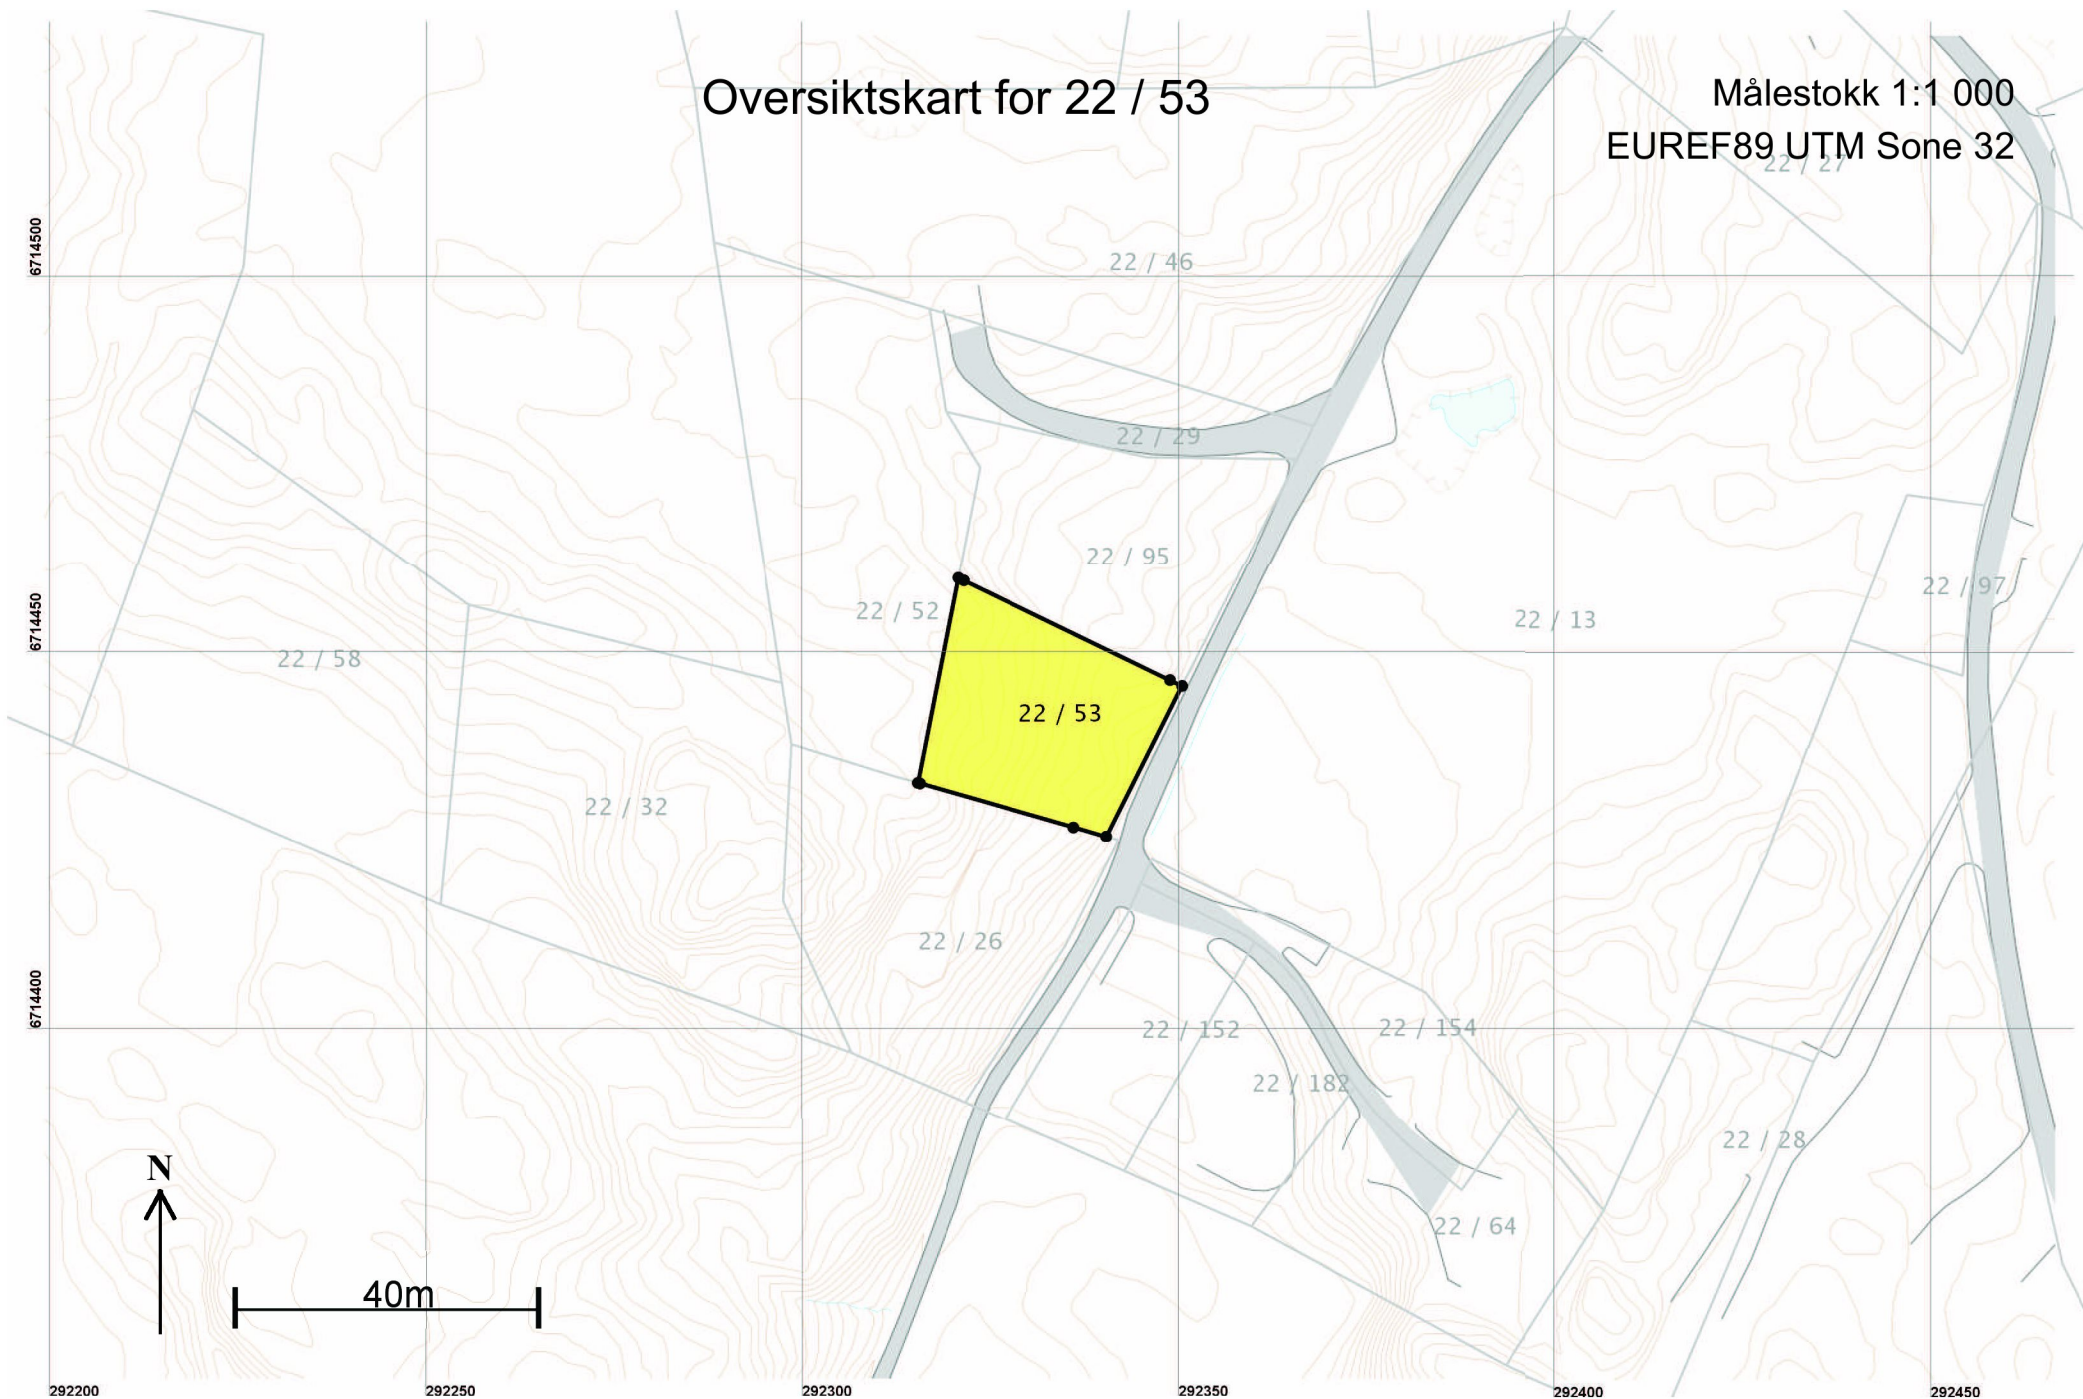 Oversiktskart for 22 / 53
Målestokk 1:1 000
EUREF89 UTM Sone 32
22 / 27
6714500
22 / 46
22 / 29
22 / 95
22 / 97
22 / 52
22 / 13
6714450
22 / 58
22 / 53
22 / 32
22 / 26
6714400
22 / 152
22 / 154
22 / 182
22 / 28
N
22 / 64
40m
292200
292250
292300
292350
292400
292450